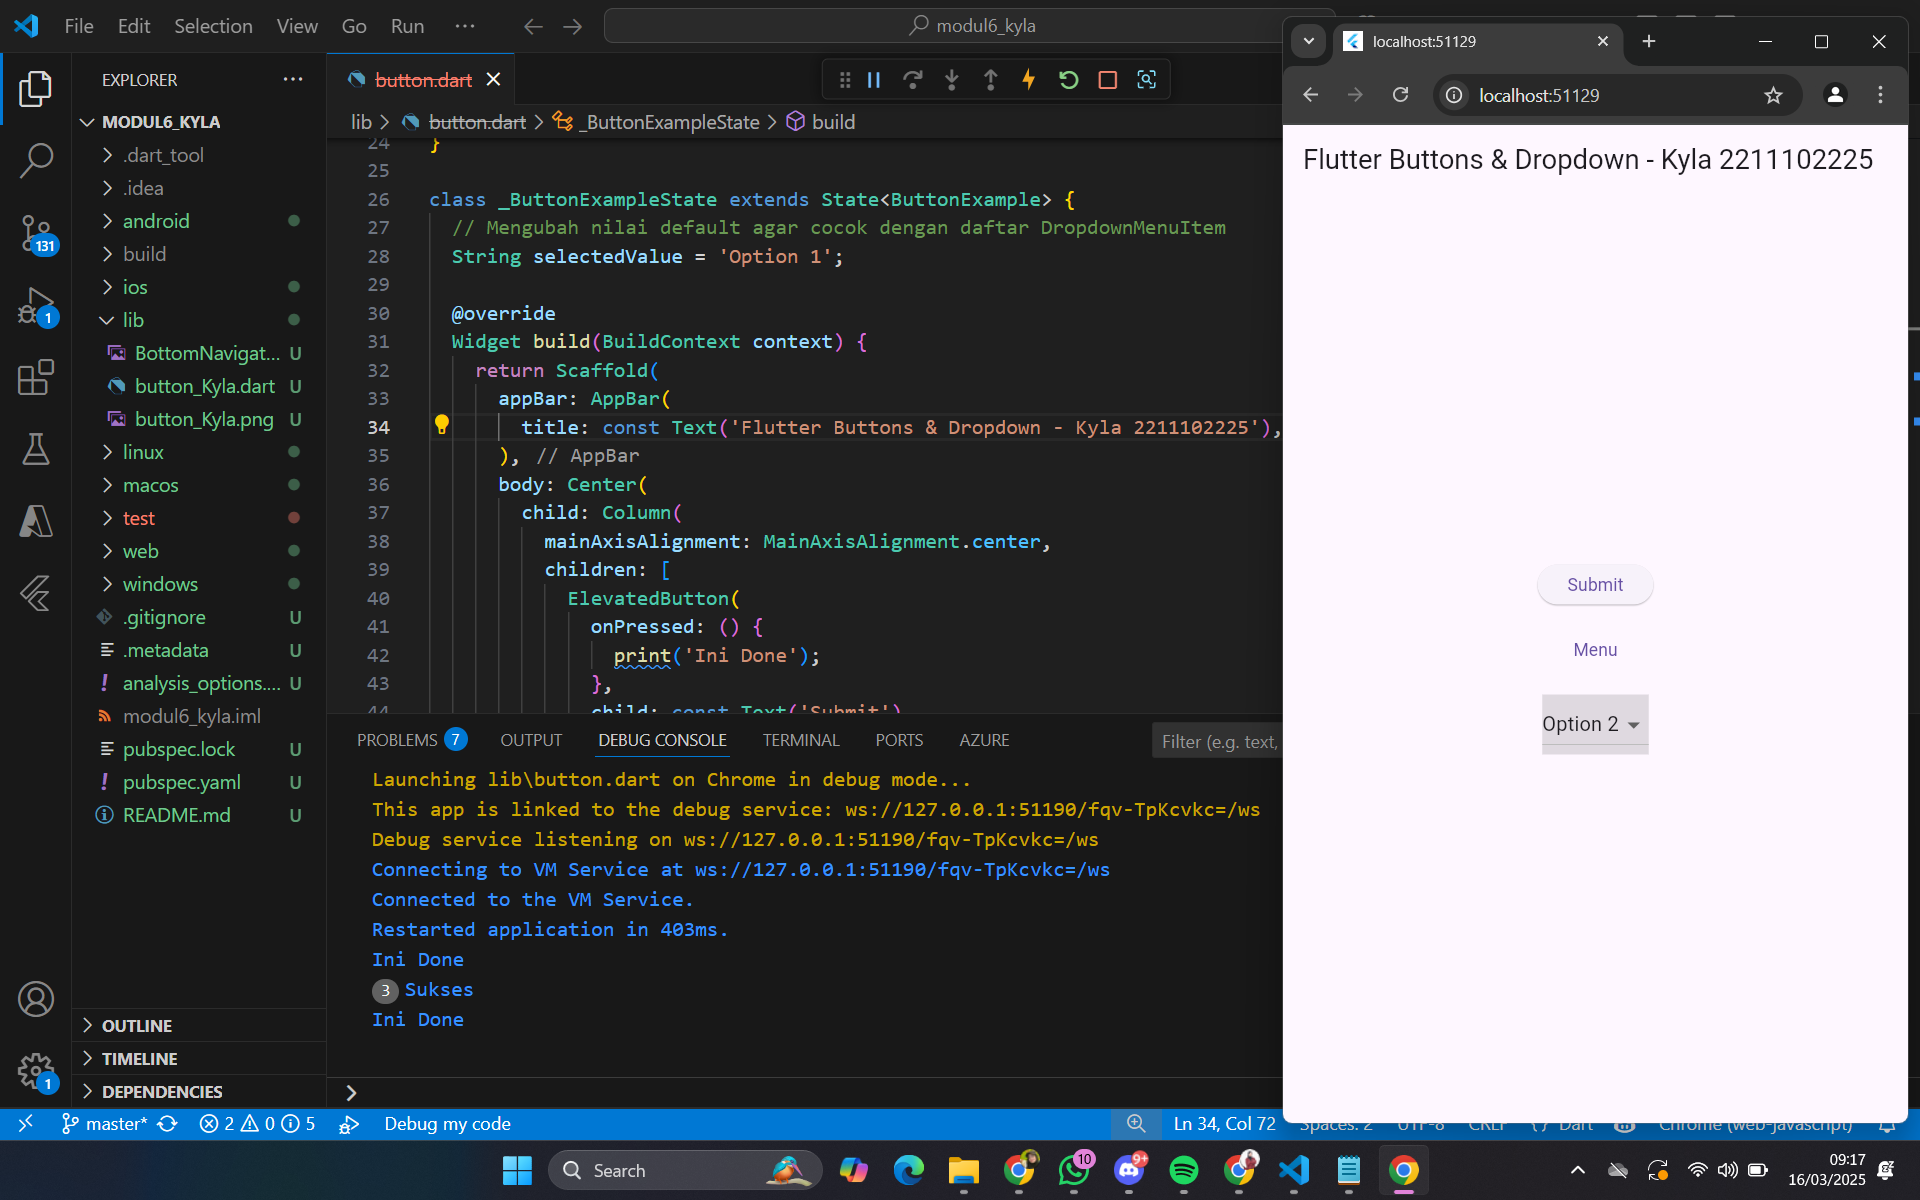 File Edit Selection View Go Run ···
modul6_kyla
EXPLORER ···
MODUL6_KYLA
.dart_tool
.idea
android
build
ios
lib
BottomNavigat... U
button_Kyla.dart U
button_Kyla.png U
linux
macos
test
web
windows
.gitignore U
.metadata U
analysis_options.... U
modul6_kyla.iml
pubspec.lock U
pubspec.yaml U
README.md U
OUTLINE
TIMELINE
DEPENDENCIES
131
1
1
button.dart
lib > button.dart > _ButtonExampleState > build
24 }
25
26 class _ButtonExampleState extends State<ButtonExample> {
27 // Mengubah nilai default agar cocok dengan daftar DropdownMenuItem
28 String selectedValue = 'Option 1';
29
30 @override
31 Widget build(BuildContext context) {
32 return Scaffold(
33 appBar: AppBar(
34 title: const Text('Flutter Buttons & Dropdown - Kyla 2211102225'),
35 ), // AppBar
36 body: Center(
37 child: Column(
38 mainAxisAlignment: MainAxisAlignment.center,
39 children: [
40 ElevatedButton(
41 onPressed: () {
42 print('Ini Done');
43 },
44 child: const Text('Submit')
PROBLEMS 7 OUTPUT DEBUG CONSOLE TERMINAL PORTS AZURE
Filter (e.g. text,
Launching lib\button.dart on Chrome in debug mode...
This app is linked to the debug service: ws://127.0.0.1:51190/fqv-TpKcvkc=/ws
Debug service listening on ws://127.0.0.1:51190/fqv-TpKcvkc=/ws
Connecting to VM Service at ws://127.0.0.1:51190/fqv-TpKcvkc=/ws
Connected to the VM Service.
Restarted application in 403ms.
Ini Done
3 Sukses
Ini Done
>
localhost:51129
localhost:51129
Flutter Buttons & Dropdown - Kyla 2211102225
Submit
Menu
Option 2
master* 2 0 5 Debug my code Ln 34, Col 72 Spaces: 2 UTF-8 CRLF {} Dart Chrome (web-javascript)
Search
10
9+
09:17
16/03/2025